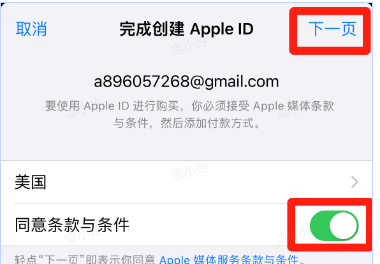 取消 完成创建 Apple ID 下一页
a896057268@gmail.com
要使用 Apple ID 进行购买，你必须接受 Apple 媒体条款
与条件，然后添加付款方式。
美国
同意条款与条件
轻点“下一页”即表示你同意 Apple 媒体服务条款与条件。